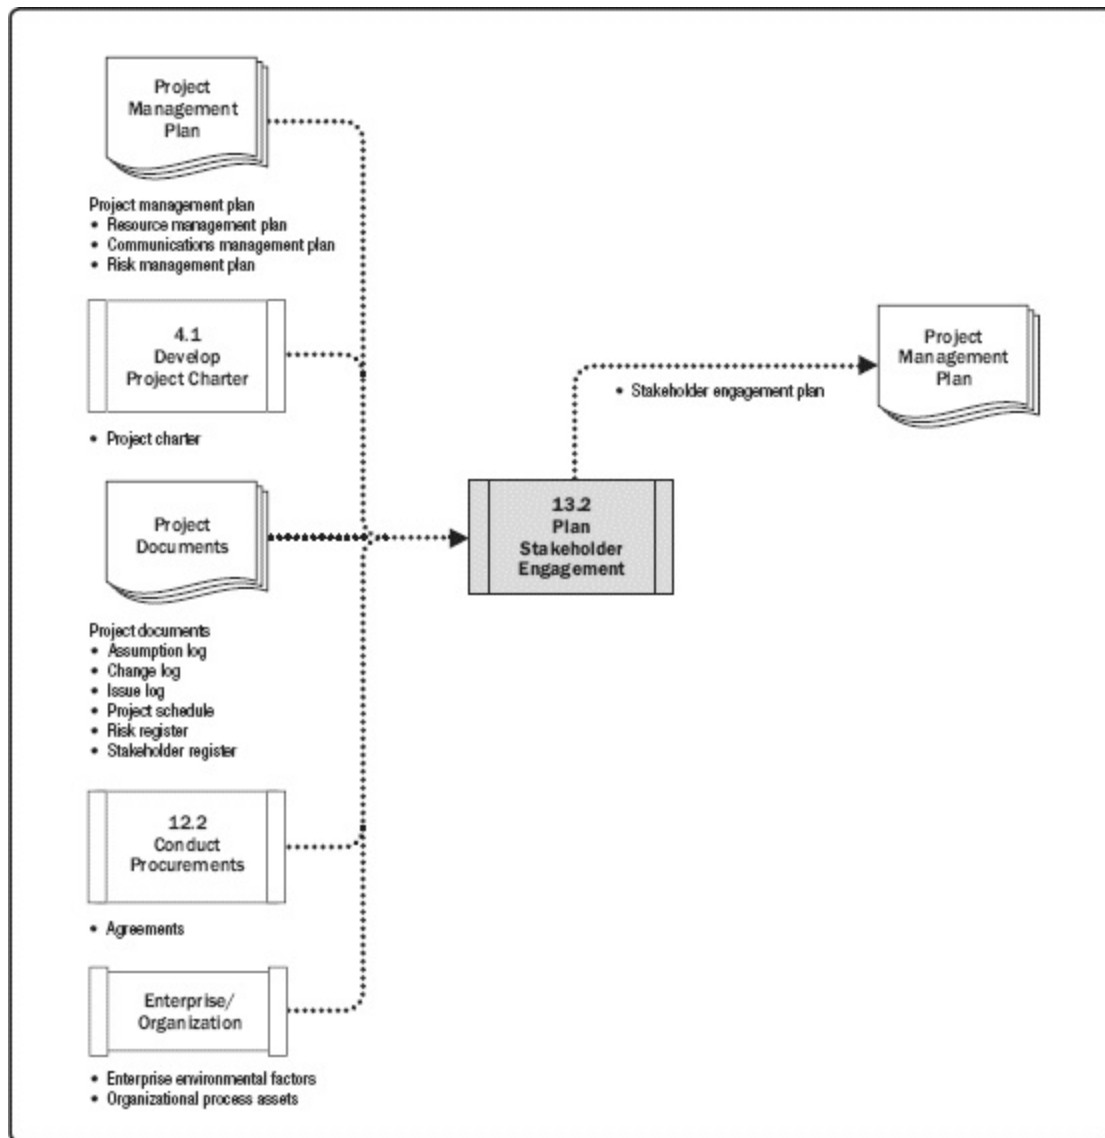 Project
Management
Plan
Project management plan
• Resource management plan
• Communications management plan
• Risk management plan
4.1
Develop
Project Charter
• Project charter
Project
Documents
Project documents
• Assumption log
• Change log
• Issue log
• Project schedule
• Risk register
• Stakeholder register
12.2
Conduct
Procurements
• Agreements
Enterprise/
Organization
• Enterprise environmental factors
• Organizational process assets
13.2
Plan
Stakeholder
Engagement
• Stakeholder engagement plan
Project
Management
Plan